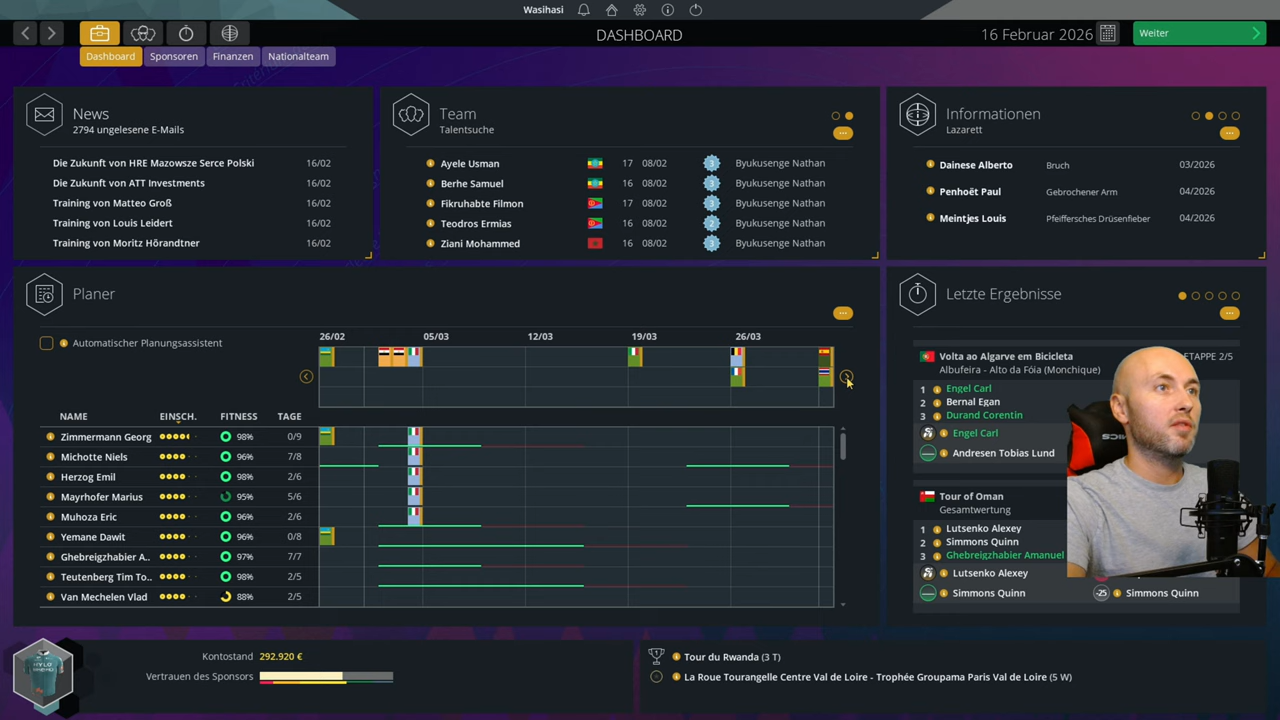 Wasihasi
DASHBOARD
16 Februar 2026
Weiter
Dashboard Sponsoren Finanzen Nationalteam
News
2794 ungelesene E-Mails
Die Zukunft von HRE Mazowsze Serce Polski 16/02
Die Zukunft von ATT Investments 16/02
Training von Matteo Groß 16/02
Training von Louis Leidert 16/02
Training von Moritz Hörandtner 16/02
Team
Talentsuche
Ayele Usman 17 08/02 3 Byukusenge Nathan
Berhe Samuel 16 08/02 3 Byukusenge Nathan
Fikruhabte Filmon 17 08/02 3 Byukusenge Nathan
Teodros Ermias 16 08/02 2 Byukusenge Nathan
Ziani Mohammed 16 08/02 3 Byukusenge Nathan
Informationen
Lazarett
Dainese Alberto Bruch 03/2026
Penhoët Paul Gebrochener Arm 04/2026
Meintjes Louis Pfeiffersches Drüsenfieber 04/2026
Planer
Automatischer Planungsassistent
26/02 05/03 12/03 19/03 26/03
NAME EINSCH. FITNESS TAGE
Zimmermann Georg 98% 0/9
Michotte Niels 96% 7/8
Herzog Emil 98% 2/6
Mayrhofer Marius 95% 5/6
Muhoza Eric 96% 2/6
Yemane Dawit 96% 0/8
Ghebreigzhabier A.. 97% 7/7
Teutenberg Tim To.. 98% 2/5
Van Mechelen Vlad 88% 2/5
Letzte Ergebnisse
Volta ao Algarve em Bicicleta ETAPPE 2/5
Albufeira - Alto da Fóia (Monchique)
1 Engel Carl
2 Bernal Egan
3 Durand Corentin
Engel Carl
Andresen Tobias Lund
Tour of Oman
Gesamtwertung
1 Lutsenko Alexey
2 Simmons Quinn
3 Ghebreigzhabier Amanuel
Lutsenko Alexey
Simmons Quinn -25 Simmons Quinn
HYLO
Kontostand 292.920 €
Vertrauen des Sponsors
Tour du Rwanda (3 T)
La Roue Tourangelle Centre Val de Loire - Trophée Groupama Paris Val de Loire (5 W)